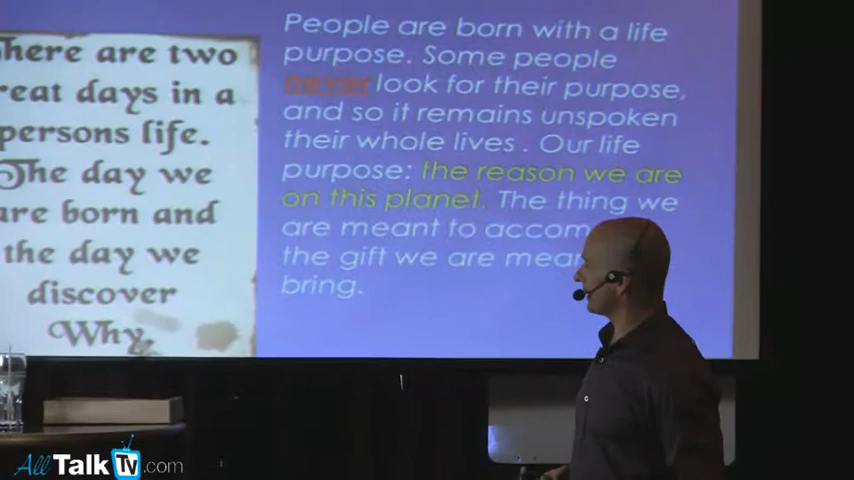 There are two
reat days in a
persons life.
The day we
are born and
the day we
discover
Why.
People are born with a life
purpose. Some people
never look for their purpose,
and so it remains unspoken
their whole lives . Our life
purpose: the reason we are
on this planet. The thing we
are meant to accom
the gift we are mean
bring.
All Talk Tv .com